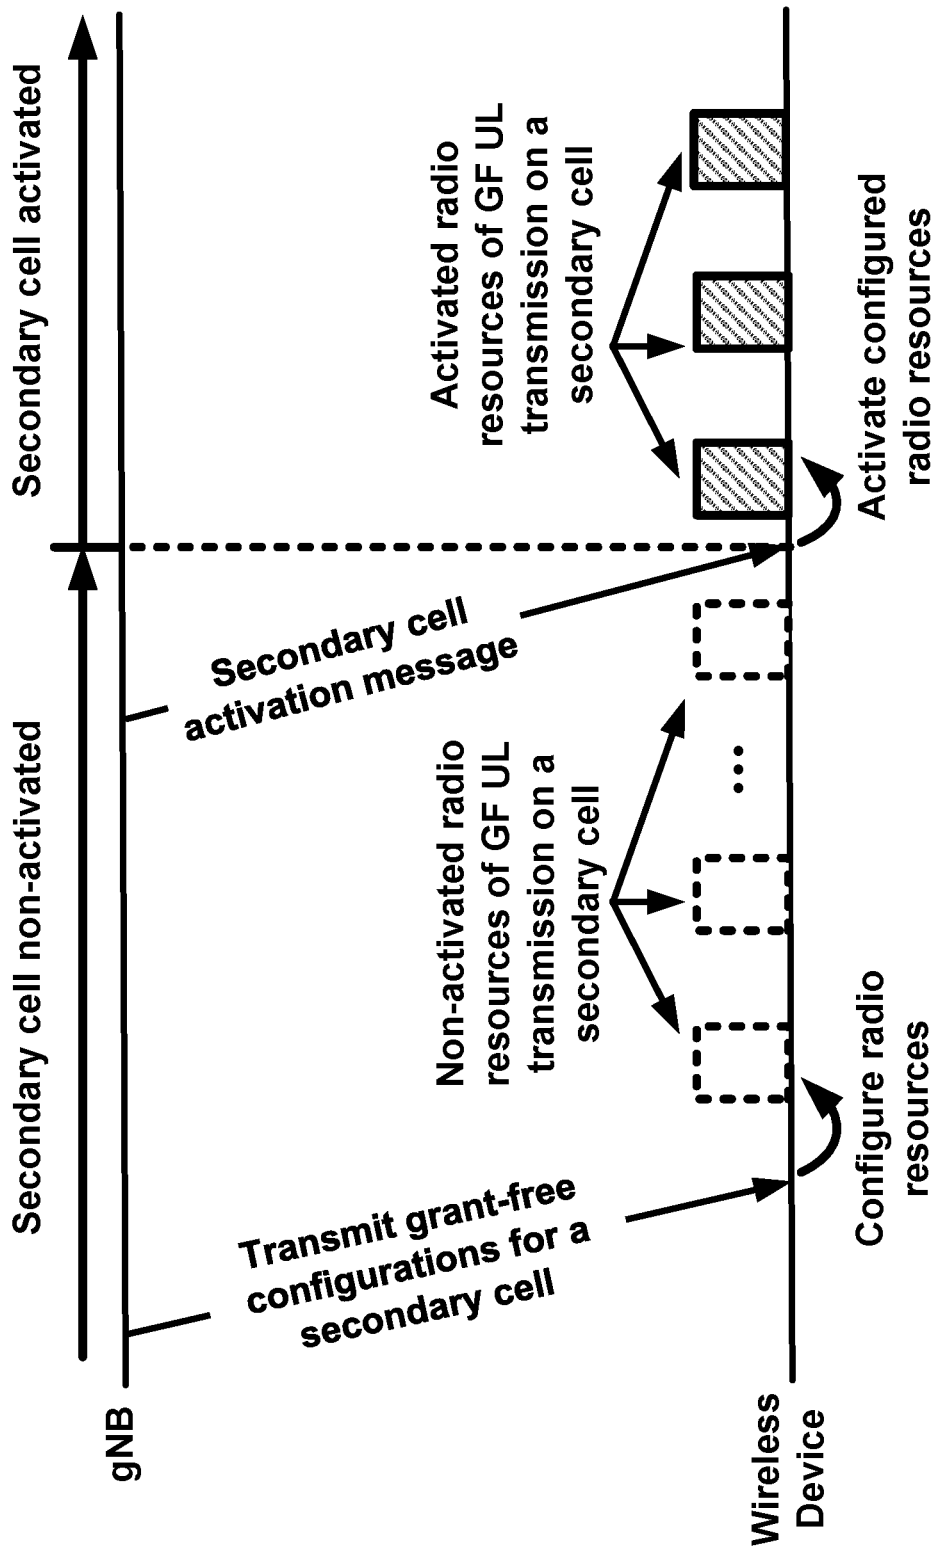 Secondary cell non-activated
Secondary cell activated
gNB
Transmit grant-free
configurations for a
secondary cell
Secondary cell
activation message
Non-activated radio
resources of GF UL
transmission on a
secondary cell
Activated radio
resources of GF UL
transmission on a
secondary cell
...
Wireless
Device
Configure radio
resources
Activate configured
radio resources